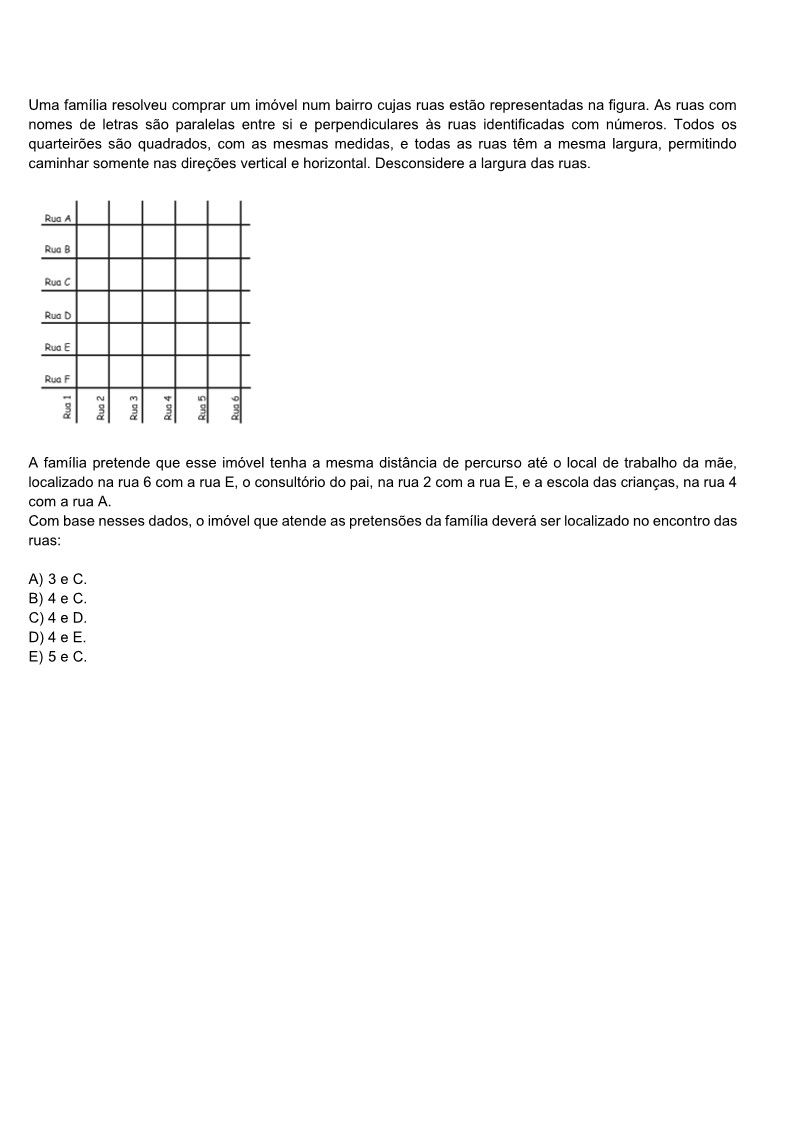 Uma família resolveu comprar um imóvel num bairro cujas ruas estão representadas na figura. As ruas com
nomes de letras são paralelas entre si e perpendiculares às ruas identificadas com números. Todos os
quarteirões são quadrados, com as mesmas medidas, e todas as ruas têm a mesma largura, permitindo
caminhar somente nas direções vertical e horizontal. Desconsidere a largura das ruas.
Rua A
Rua B
Rua C
Rua D
Rua E
Rua F
Rua 1
Rua 2
Rua 3
Rua 4
Rua 5
Rua 6
A família pretende que esse imóvel tenha a mesma distância de percurso até o local de trabalho da mãe,
localizado na rua 6 com a rua E, o consultório do pai, na rua 2 com a rua E, e a escola das crianças, na rua 4
com a rua A.
Com base nesses dados, o imóvel que atende as pretensões da família deverá ser localizado no encontro das
ruas:
A) 3 e C.
B) 4 e C.
C) 4 e D.
D) 4 e E.
E) 5 e C.